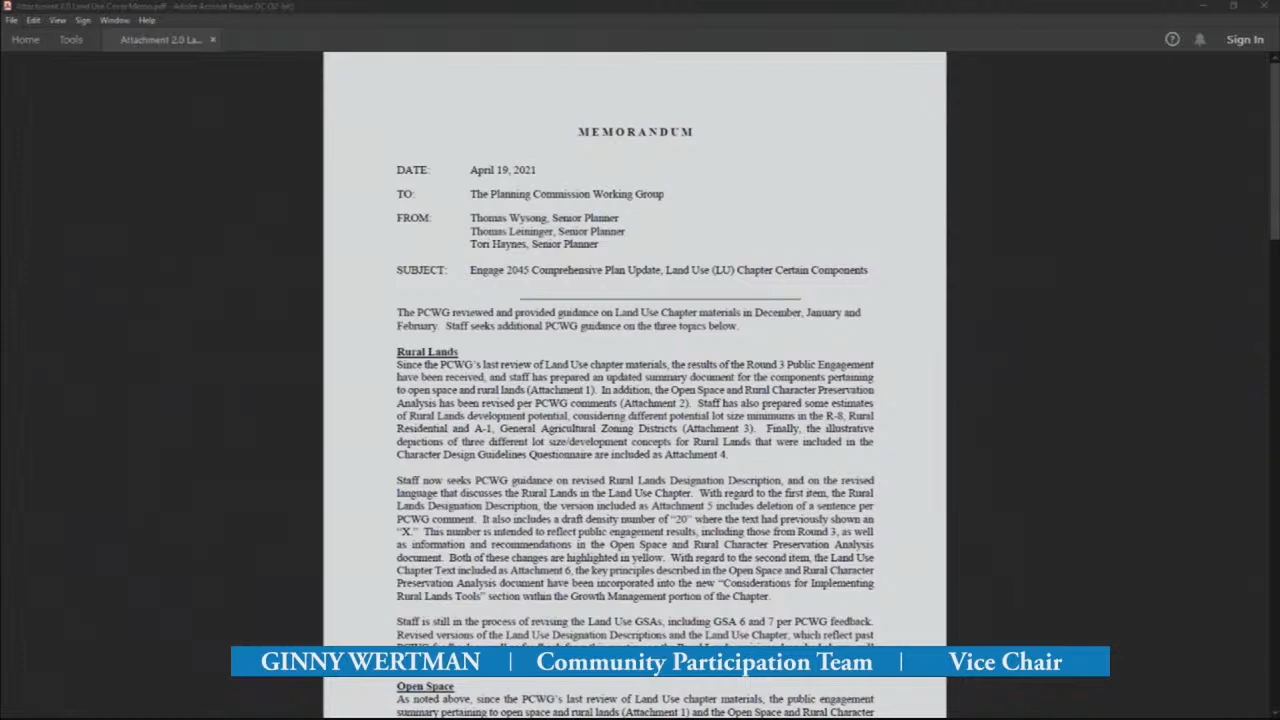 Attachment 2.0 Land Use Cover Memo.pdf - Adobe Acrobat Reader DC (32-bit)
File Edit View Sign Window Help
Home Tools Attachment 2.0 La... × Sign In
MEMORANDUM
DATE: April 19, 2021
TO: The Planning Commission Working Group
FROM: Thomas Wysong, Senior Planner
Thomas Leininger, Senior Planner
Tori Haynes, Senior Planner
SUBJECT: Engage 2045 Comprehensive Plan Update, Land Use (LU) Chapter Certain Components
The PCWG reviewed and provided guidance on Land Use Chapter materials in December, January and
February. Staff seeks additional PCWG guidance on the three topics below.
Rural Lands
Since the PCWG's last review of Land Use chapter materials, the results of the Round 3 Public Engagement
have been received, and staff has prepared an updated summary document for the components pertaining
to open space and rural lands (Attachment 1). In addition, the Open Space and Rural Character Preservation
Analysis has been revised per PCWG comments (Attachment 2). Staff has also prepared some estimates
of Rural Lands development potential, considering different potential lot size minimums in the R-8, Rural
Residential and A-1, General Agricultural Zoning Districts (Attachment 3). Finally, the illustrative
depictions of three different lot size/development concepts for Rural Lands that were included in the
Character Design Guidelines Questionnaire are included as Attachment 4.
Staff now seeks PCWG guidance on revised Rural Lands Designation Description, and on the revised
language that discusses the Rural Lands in the Land Use Chapter. With regard to the first item, the Rural
Lands Designation Description, the version included as Attachment 5 includes deletion of a sentence per
PCWG comment. It also includes a draft density number of "20" where the text had previously shown an
"X." This number is intended to reflect public engagement results, including those from Round 3, as well
as information and recommendations in the Open Space and Rural Character Preservation Analysis
document. Both of these changes are highlighted in yellow. With regard to the second item, the Land Use
Chapter Text included as Attachment 6, the key principles described in the Open Space and Rural Character
Preservation Analysis document have been incorporated into the new "Considerations for Implementing
Rural Lands Tools" section within the Growth Management portion of the Chapter.
Staff is still in the process of revising the Land Use GSAs, including GSA 6 and 7 per PCWG feedback.
Revised versions of the Land Use Designation Descriptions and the Land Use Chapter, which reflect past
GINNY WERTMAN | Community Participation Team | Vice Chair
Open Space
As noted above, since the PCWG's last review of Land Use chapter materials, the public engagement
summary pertaining to open space and rural lands (Attachment 1) and the Open Space and Rural Character